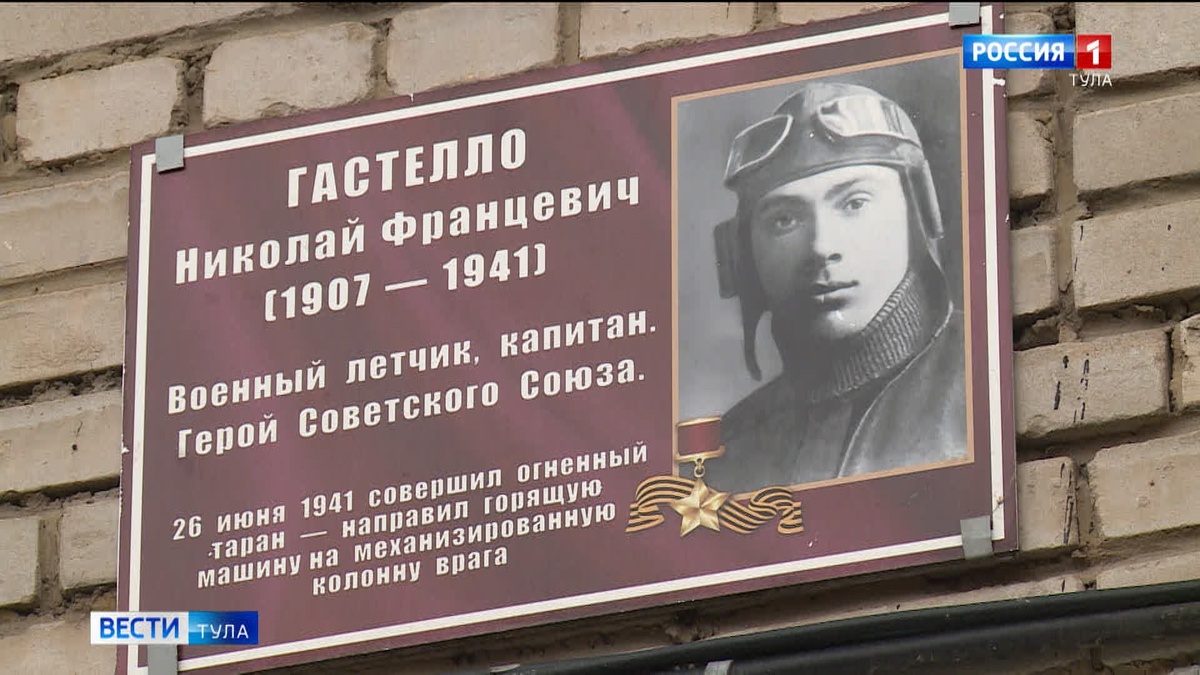 РОССИЯ 1
ТУЛА
ГАСТЕЛЛО
Николай Францевич
(1907 — 1941)
Военный летчик, капитан.
Герой Советского Союза.
26 июня 1941 совершил огненный
таран — направил горящую
машину на механизированную
колонну врага
ВЕСТИ ТУЛА